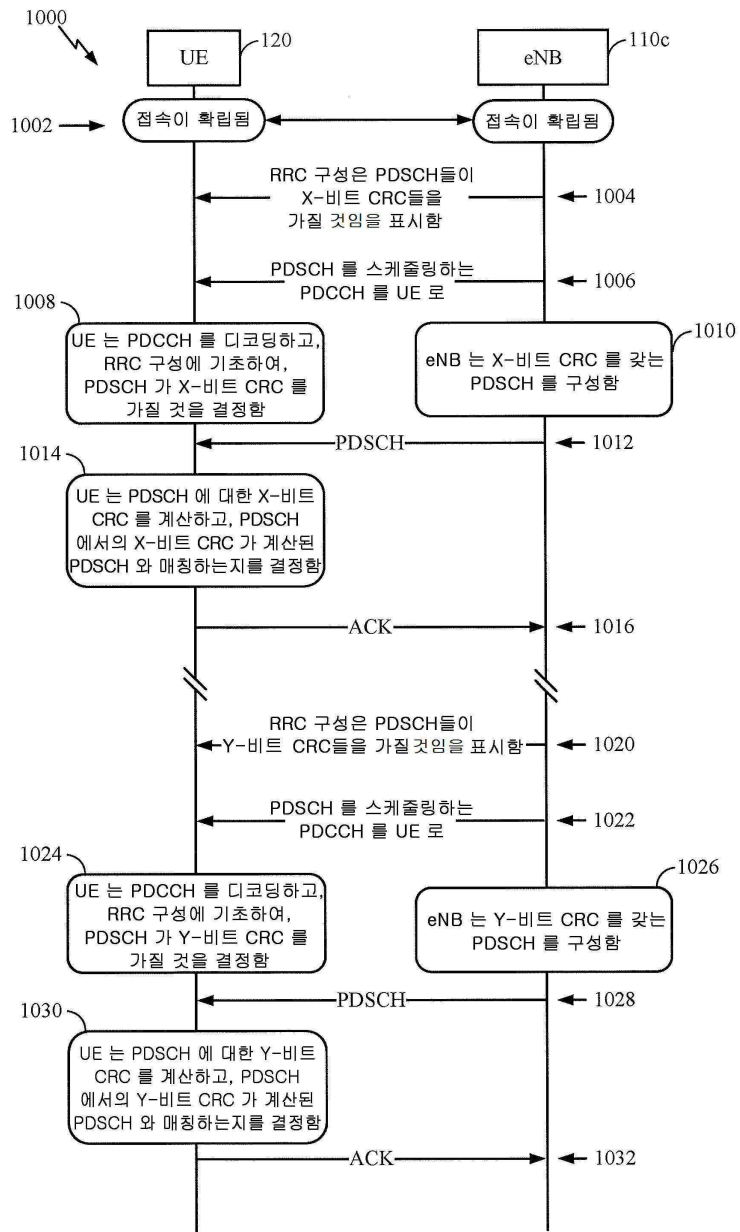 1000
120
110c
UE
eNB
1002
접속이 확립됨
접속이 확립됨
RRC 구성은 PDSCH들이
X-비트 CRC들을
가질 것임을 표시함
1004
PDSCH 를 스케줄링하는
PDCCH 를 UE 로
1006
1008
UE 는 PDCCH 를 디코딩하고,
RRC 구성에 기초하여,
PDSCH 가 X-비트 CRC 를
가질 것을 결정함
1010
eNB 는 X-비트 CRC 를 갖는
PDSCH 를 구성함
PDSCH
1012
1014
UE 는 PDSCH 에 대한 X-비트
CRC 를 계산하고, PDSCH
에서의 X-비트 CRC 가 계산된
PDSCH 와 매칭하는지를 결정함
ACK
1016
RRC 구성은 PDSCH들이
Y-비트 CRC들을 가질것임을 표시함
1020
PDSCH 를 스케줄링하는
PDCCH 를 UE 로
1022
1024
UE 는 PDCCH 를 디코딩하고,
RRC 구성에 기초하여,
PDSCH 가 Y-비트 CRC 를
가질 것을 결정함
1026
eNB 는 Y-비트 CRC 를 갖는
PDSCH 를 구성함
PDSCH
1028
1030
UE 는 PDSCH 에 대한 Y-비트
CRC 를 계산하고, PDSCH
에서의 Y-비트 CRC 가 계산된
PDSCH 와 매칭하는지를 결정함
ACK
1032